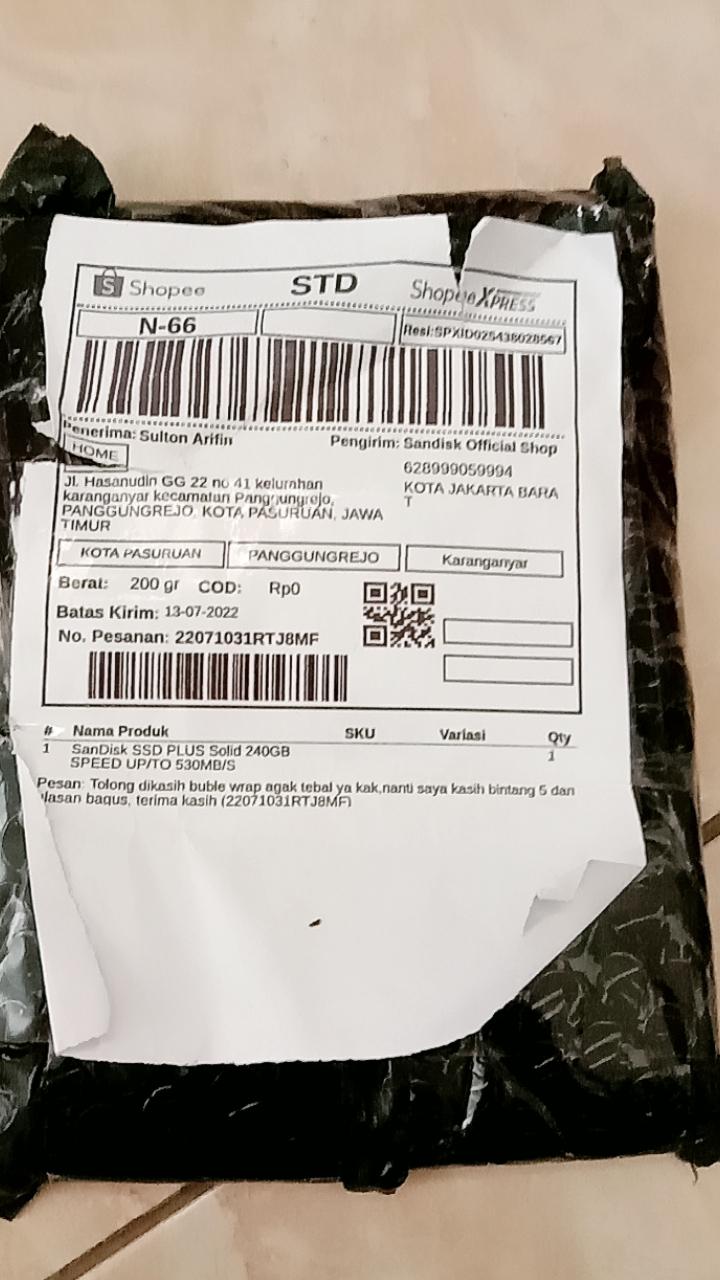 Shopee STD Shopee XPRESS
N-66 Resi:SPXID025438028567
Penerima: Sulton Arifin Pengirim: Sandisk Official Shop
HOME 628999059994
Jl. Hasanudin GG 22 no 41 kelurahan KOTA JAKARTA BARA
karanganyar kecamatan Panggungrejo, T
PANGGUNGREJO, KOTA PASURUAN, JAWA
TIMUR
KOTA PASURUAN PANGGUNGREJO Karanganyar
Berat: 200 gr COD: Rp0
Batas Kirim: 13-07-2022
No. Pesanan: 22071031RTJ8MF
# Nama Produk SKU Variasi Qty
1 SanDisk SSD PLUS Solid 240GB 1
SPEED UP/TO 530MB/S
Pesan: Tolong dikasih buble wrap agak tebal ya kak,nanti saya kasih bintang 5 dan
ulasan bagus, terima kasih (22071031RTJ8MF)